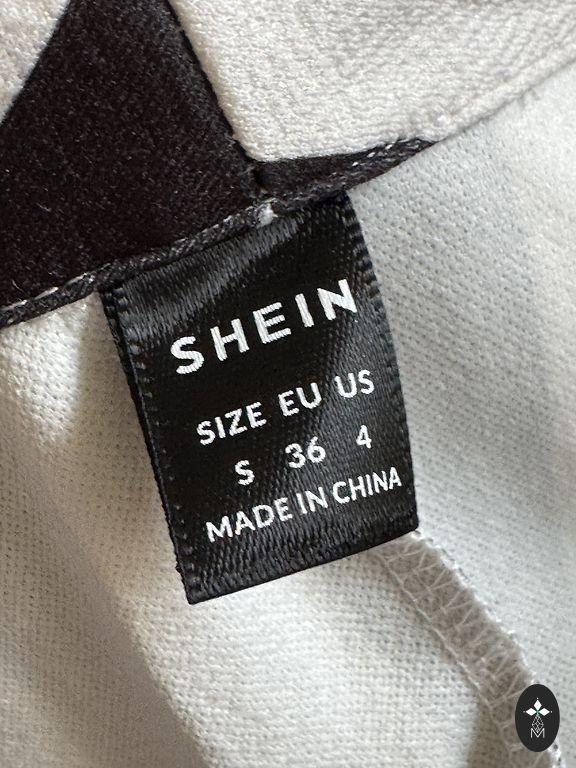 SHEIN
SIZE EU US
S 36 4
MADE IN CHINA
M